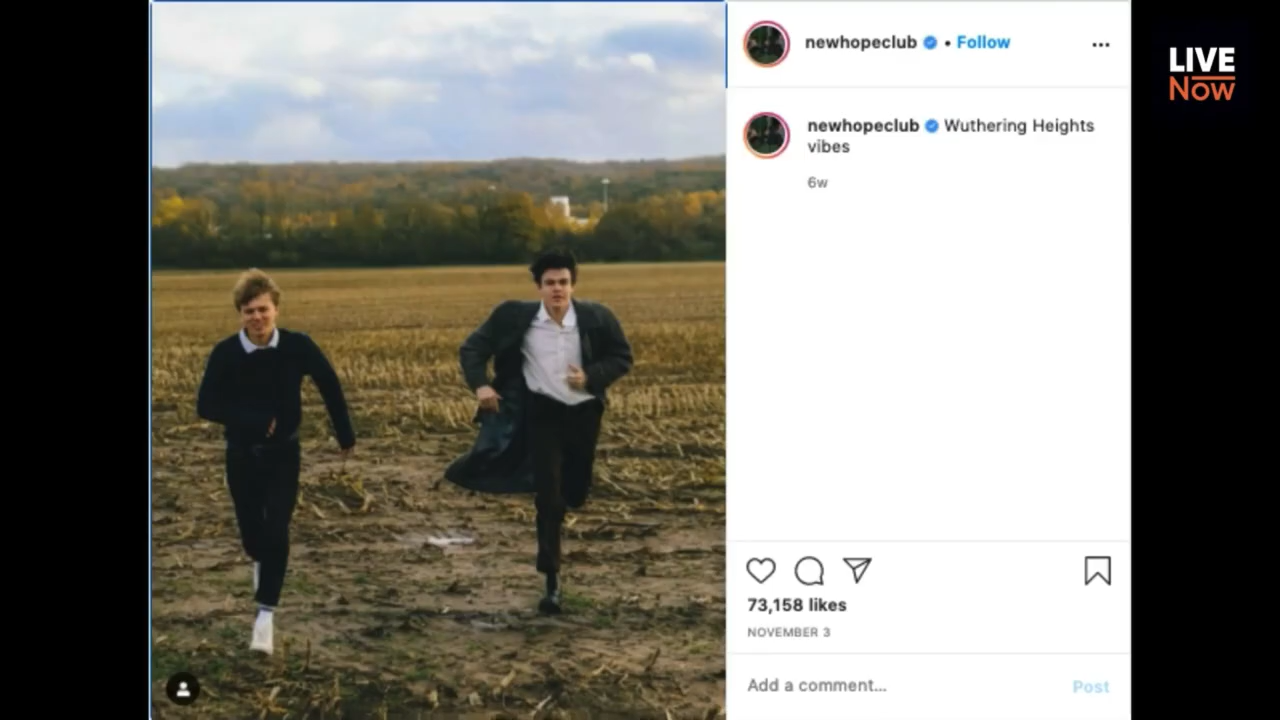 newhopeclub • Follow
newhopeclub Wuthering Heights
vibes
6w
73,158 likes
NOVEMBER 3
Add a comment...
Post
LIVE
Now